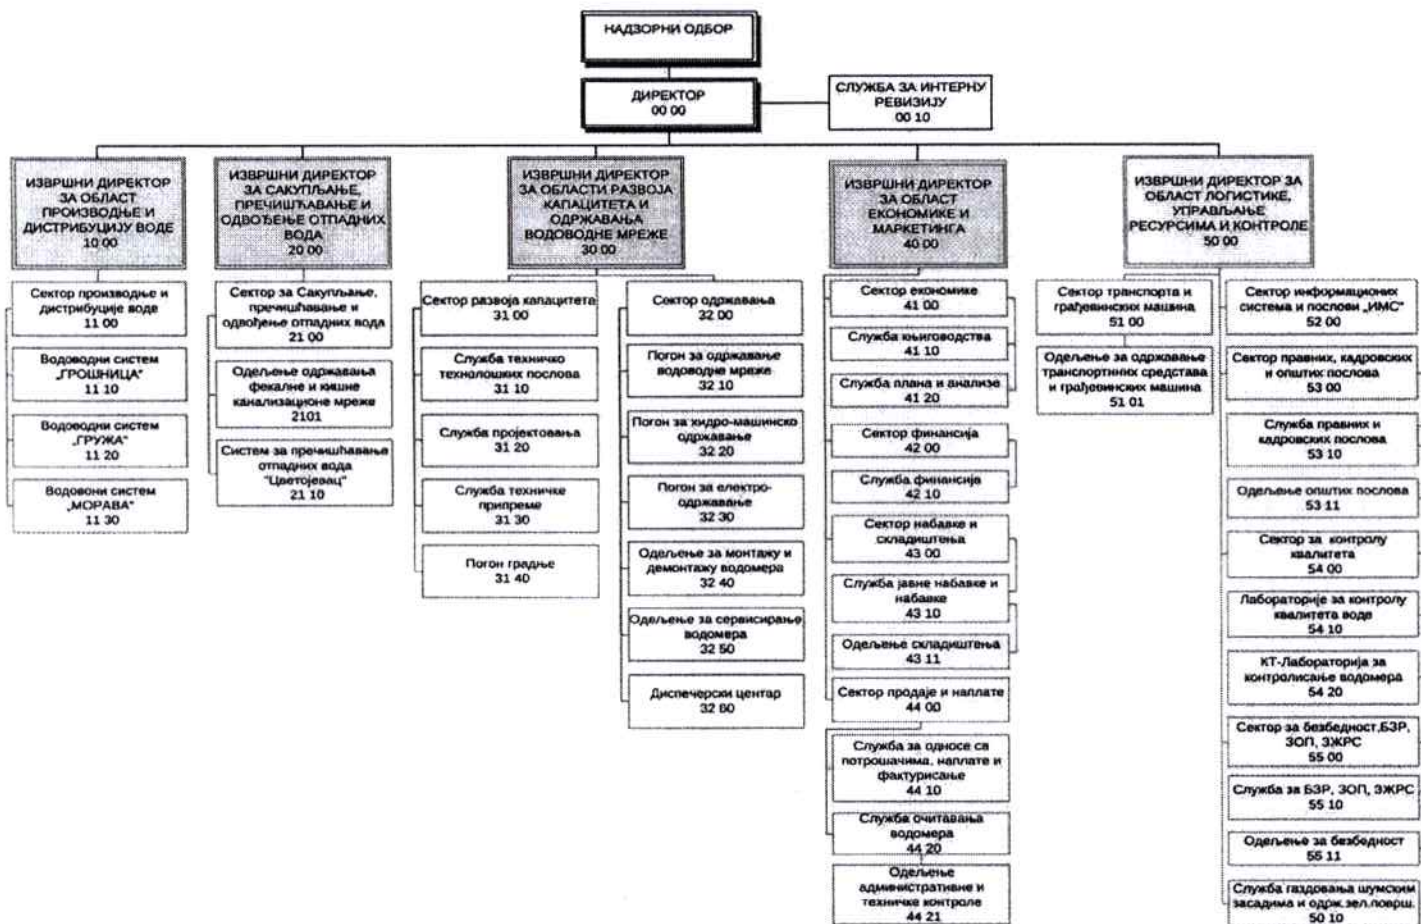 НАДЗОРНИ ОДБОР
ДИРЕКТОР
00 00
СЛУЖБА ЗА ИНТЕРНУ
РЕВИЗИЈУ
00 10
ИЗВРШНИ ДИРЕКТОР
ЗА ОБЛАСТ
ПРОИЗВОДЊЕ И
ДИСТРИБУЦИЈУ ВОДЕ
10 00
Сектор производње и
дистрибуције воде
11 00
Водоводни систем
„ГРОШНИЦА"
11 10
Водоводни систем
„ГРУЖА"
11 20
Водовони систем
„МОРАВА"
11 30
ИЗВРШНИ ДИРЕКТОР
ЗА САКУПЉАЊЕ,
ПРЕЧИШЋАВАЊЕ И
ОДВОЂЕЊЕ ОТПАДНИХ
ВОДА
20 00
Сектор за Сакупљање,
пречишћавање и
одвођење отпадних вода
21 00
Одељење одржавања
фекалне и кишне
канализационе мреже
2101
Систем за пречишћавање
отпадних вода
"Цветојевац"
21 10
ИЗВРШНИ ДИРЕКТОР
ЗА ОБЛАСТИ РАЗВОЈА
КАПАЦИТЕТА И
ОДРЖАВАЊА
ВОДОВОДНЕ МРЕЖЕ
30 00
Сектор развоја капацитета
31 00
Служба техничко
технолошких послова
31 10
Служба пројектовања
31 20
Служба техничке
припреме
31 30
Погон градње
31 40
Сектор одржавања
32 00
Погон за одржавање
водоводне мреже
32 10
Погон за хидро-машинско
одржавање
32 20
Погон за електро-
одржавање
32 30
Одељење за монтажу и
демонтажу водомера
32 40
Одељење за сервисирање
водомера
32 50
Диспечерски центар
32 60
ИЗВРШНИ ДИРЕКТОР
ЗА ОБЛАСТ
ЕКОНОМИКЕ И
МАРКЕТИНГА
40 00
Сектор економике
41 00
Служба књиговодства
41 10
Служба плана и анализе
41 20
Сектор финансија
42 00
Служба финансија
42 10
Сектор набавке и
складиштења
43 00
Служба јавне набавке и
набавке
43 10
Одељење складиштења
43 11
Сектор продаје и наплате
44 00
Служба за односе са
потрошачима, наплате и
фактурисање
44 10
Служба очитавања
водомера
44 20
Одељење
административне и
техничке контроле
44 21
ИЗВРШНИ ДИРЕКТОР ЗА
ОБЛАСТ ЛОГИСТИКЕ,
УПРАВЉАЊЕ
РЕСУРСИМА И КОНТРОЛЕ
50 00
Сектор транспорта и
грађевинских машина
51 00
Одељење за одржавање
транспортних средстава
и грађевинских машина
51 01
Сектор информационих
система и послови „ИМС"
52 00
Сектор правних, кадровских
и општих послова
53 00
Служба правних и
кадровских послова
53 10
Одељење општих послова
53 11
Сектор за контролу
квалитета
54 00
Лабораторије за контролу
квалитета воде
54 10
КТ-Лабораторија за
контролисање водомера
54 20
Сектор за безбедност,БЗР,
ЗОП, ЗЖРС
55 00
Служба за БЗР, ЗОП, ЗЖРС
55 10
Одељење за безбедност
55 11
Служба газдовања шумским
засадима и одрж.зел.површ.
50 10